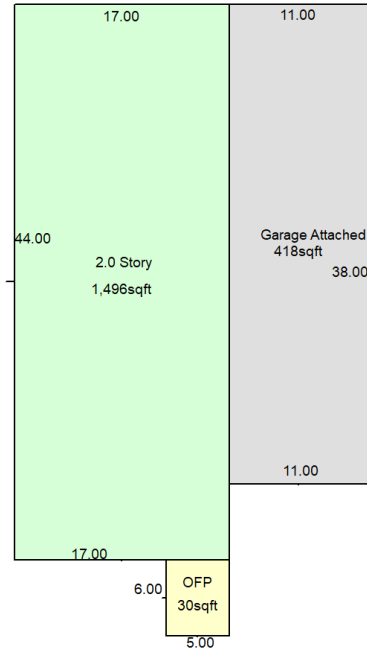 17.00
11.00
44.00
Garage Attached
418sqft
38.00
2.0 Story
1,496sqft
11.00
17.00
6.00
OFP
30sqft
5.00